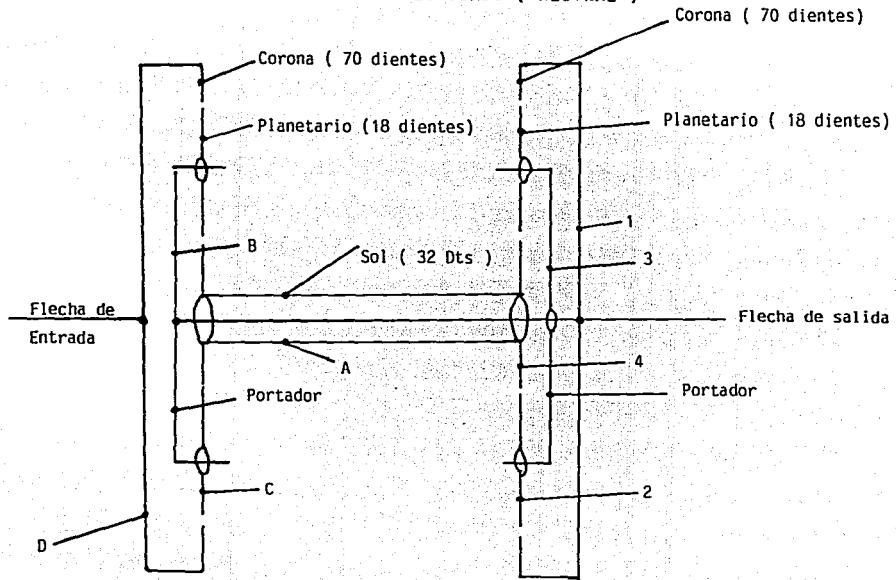 Corona ( 70 dientes)
Corona ( 70 dientes)
Planetario (18 dientes)
Planetario ( 18 dientes)
1
B
Sol ( 32 Dts )
3
Flecha de
Entrada
Flecha de salida
A
4
Portador
Portador
C
2
D